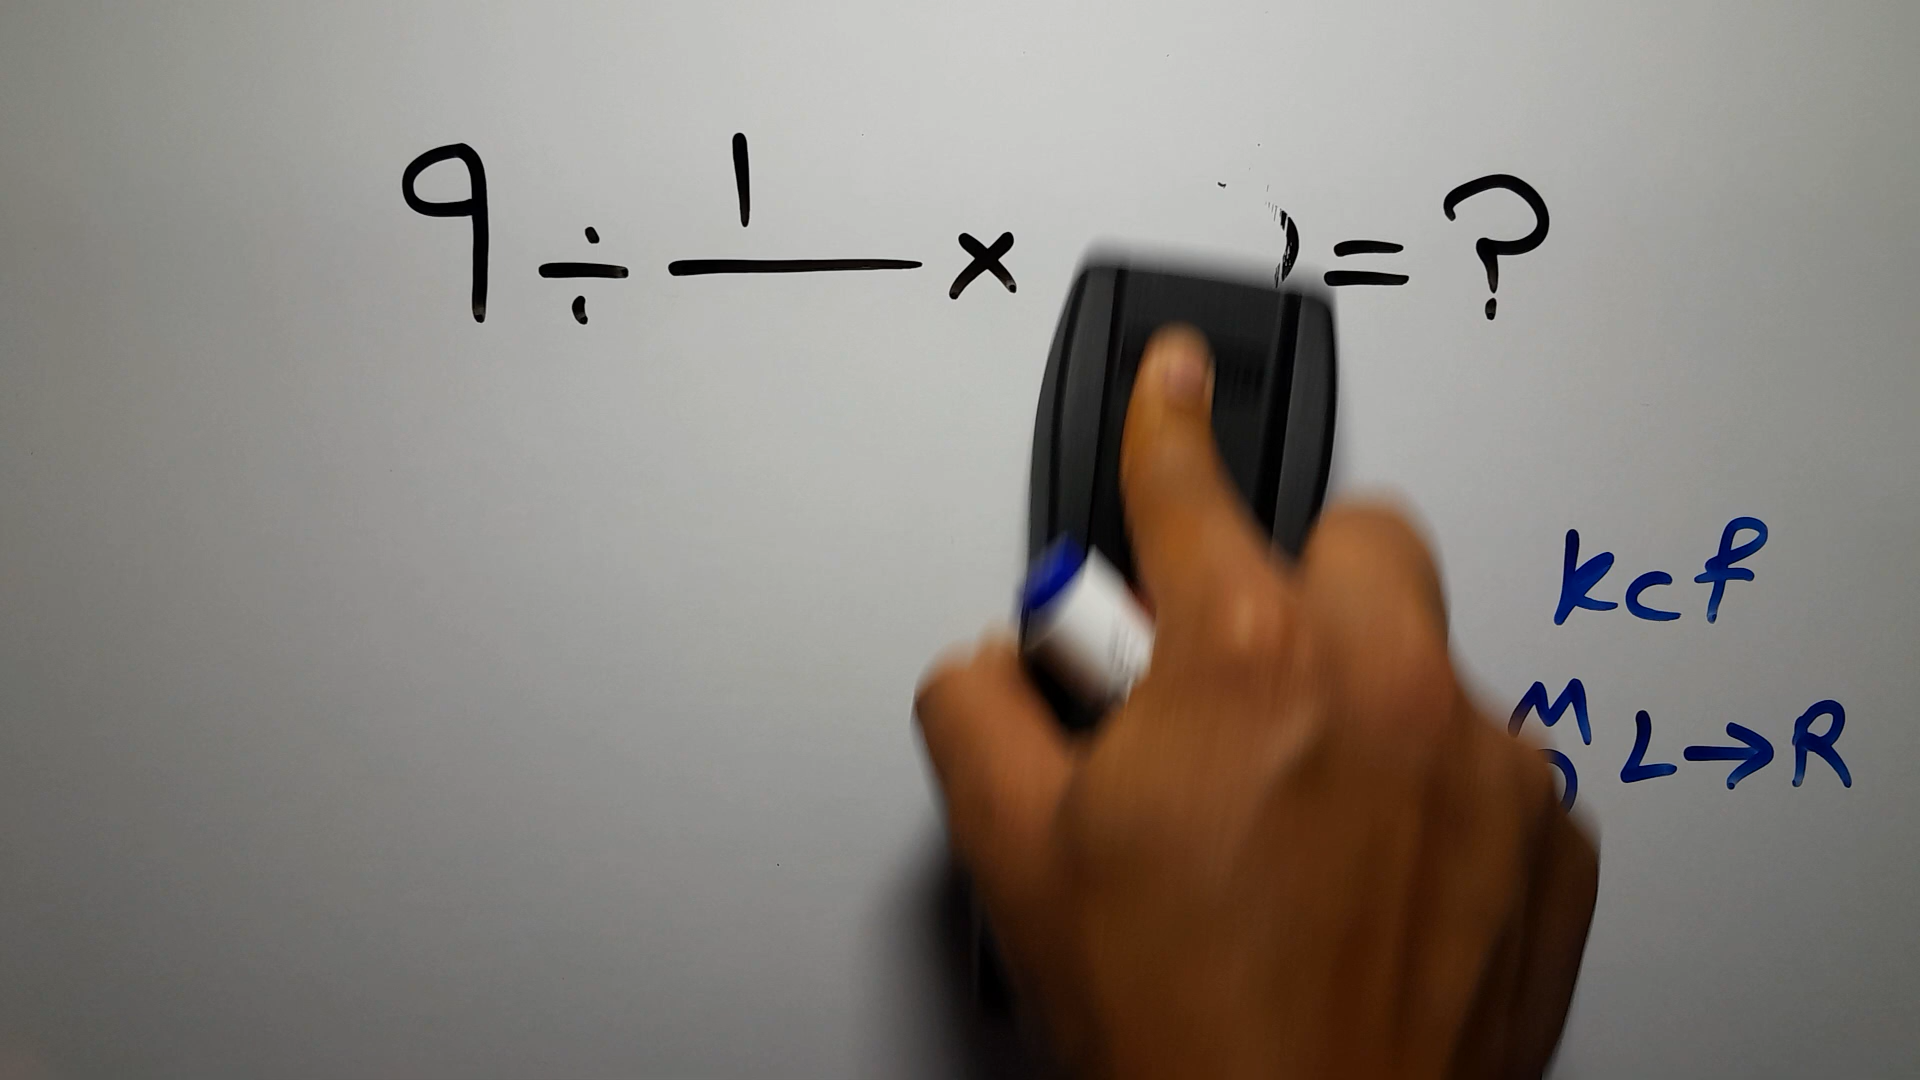 9 ÷ 1/ × ) = ?
kcf
M
L → R